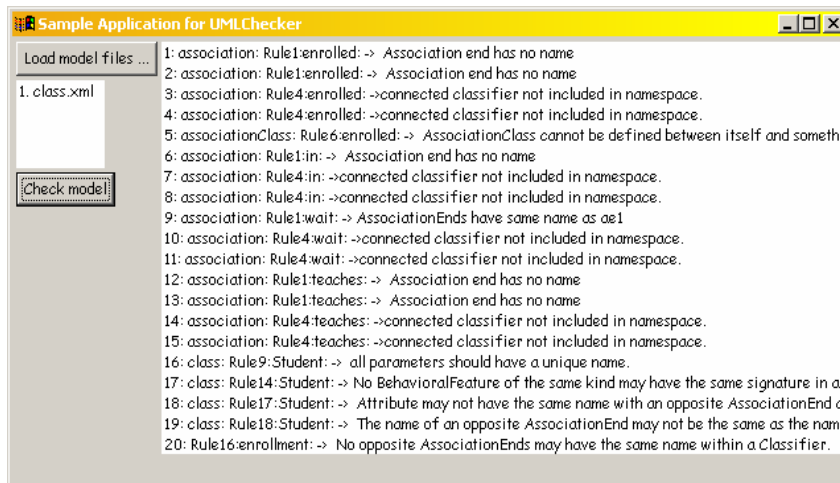 Sample Application for UMLChecker
Load model files ...
1. class.xml
Check model
1: association: Rule1:enrolled: -> Association end has no name
2: association: Rule1:enrolled: -> Association end has no name
3: association: Rule4:enrolled: ->connected classifier not included in namespace.
4: association: Rule4:enrolled: ->connected classifier not included in namespace.
5: associationClass: Rule6:enrolled: -> AssociationClass cannot be defined between itself and someth
6: association: Rule1:in: -> Association end has no name
7: association: Rule4:in: ->connected classifier not included in namespace.
8: association: Rule4:in: ->connected classifier not included in namespace.
9: association: Rule1:wait: -> AssociationEnds have same name as ae1
10: association: Rule4:wait: ->connected classifier not included in namespace.
11: association: Rule4:wait: ->connected classifier not included in namespace.
12: association: Rule1:teaches: -> Association end has no name
13: association: Rule1:teaches: -> Association end has no name
14: association: Rule4:teaches: ->connected classifier not included in namespace.
15: association: Rule4:teaches: ->connected classifier not included in namespace.
16: class: Rule9:Student: -> all parameters should have a unique name.
17: class: Rule14:Student: -> No BehavioralFeature of the same kind may have the same signature in a
18: class: Rule17:Student: -> Attribute may not have the same name with an opposite AssociationEnd
19: class: Rule18:Student: -> The name of an opposite AssociationEnd may not be the same as the nam
20: Rule16:enrollment: -> No opposite AssociationEnds may have the same name within a Classifier.